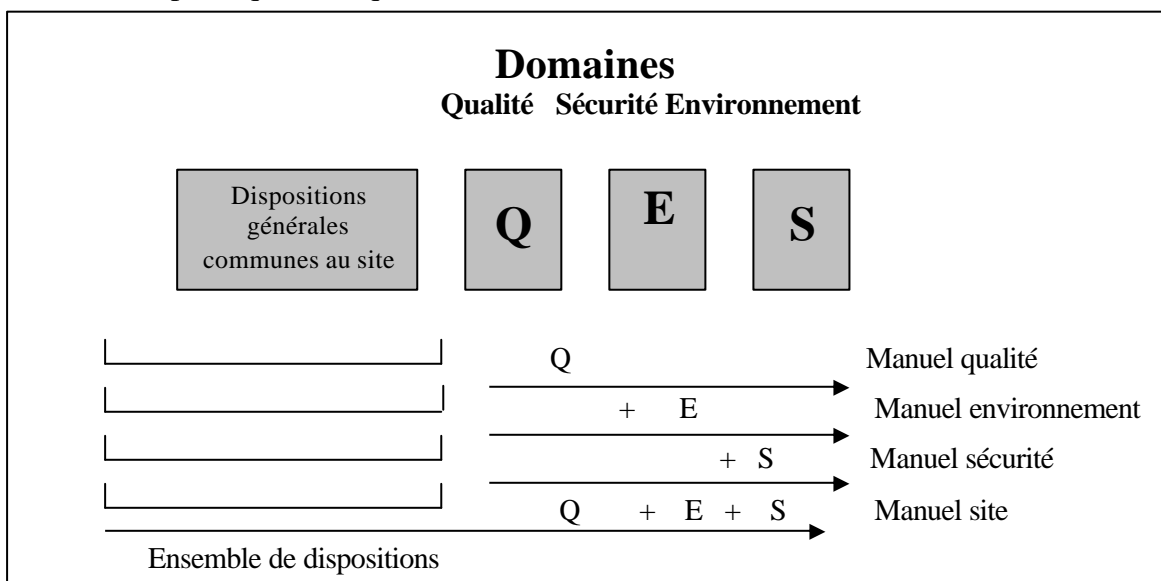 Domaines
Qualité Sécurité Environnement
Dispositions
générales
communes au site
Q
E
S
Q Manuel qualité
+ E Manuel environnement
+ S Manuel sécurité
Q + E + S Manuel site
Ensemble de dispositions